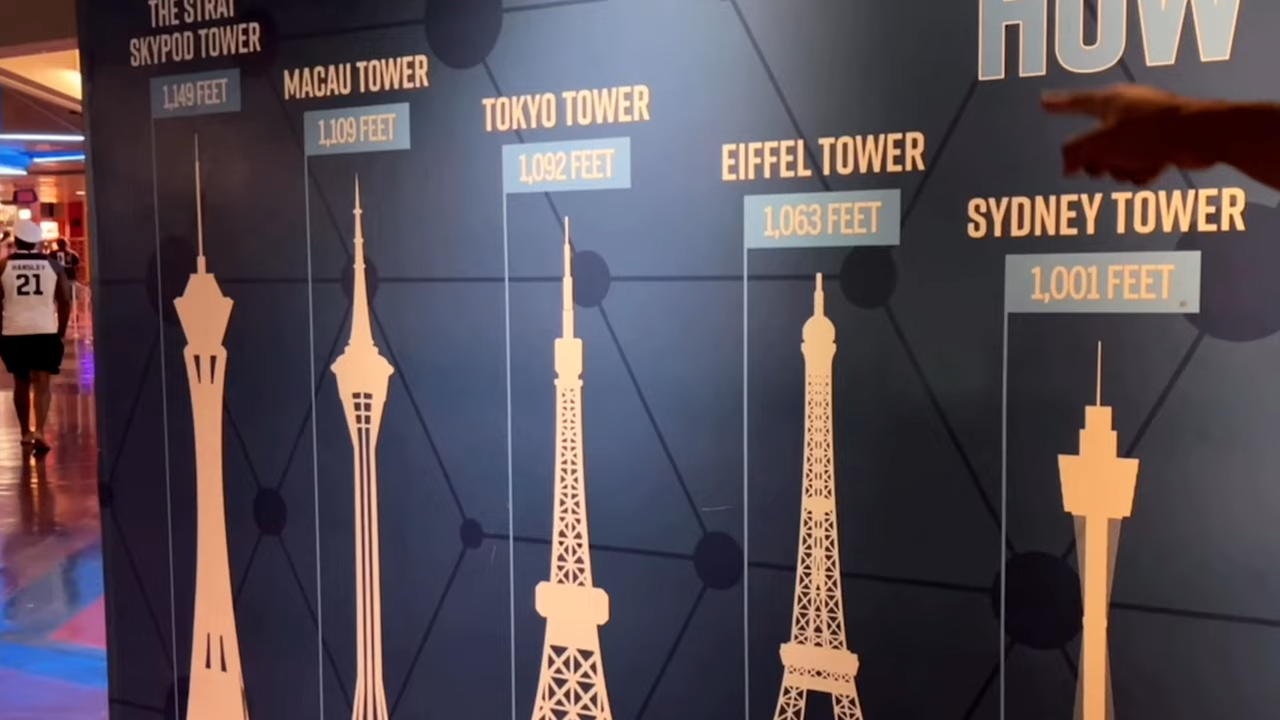 THE STRAT
SKYPOD TOWER
1,149 FEET
MACAU TOWER
1,109 FEET
TOKYO TOWER
1,092 FEET
EIFFEL TOWER
1,063 FEET
HOW
SYDNEY TOWER
1,001 FEET
21